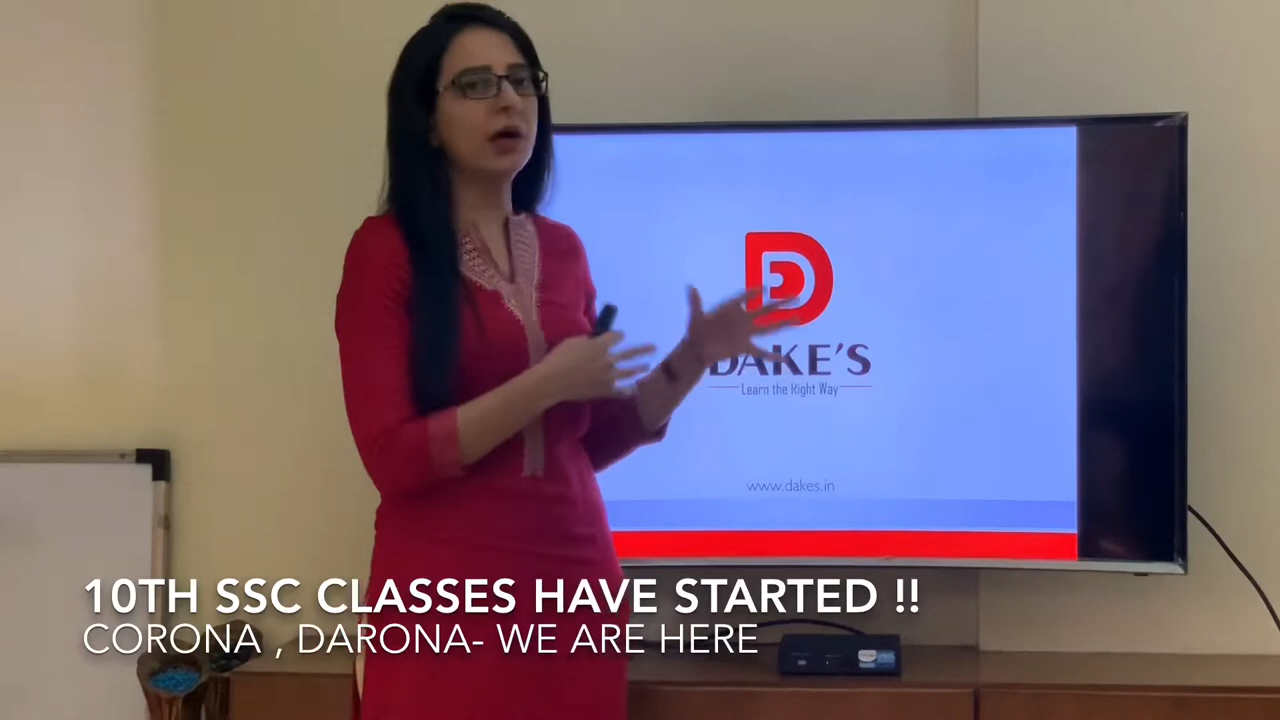 DAKE'S
Learn the Right Way
www.dakes.in
10TH SSC CLASSES HAVE STARTED !!
CORONA , DARONA- WE ARE HERE